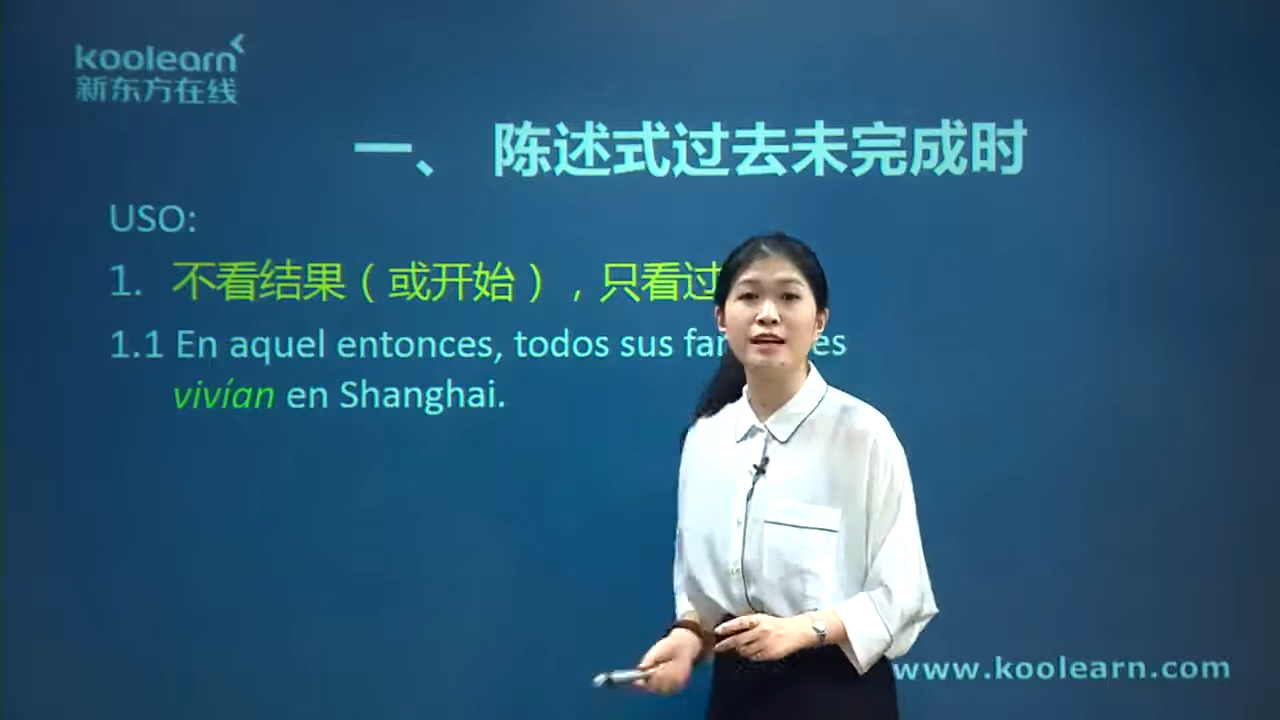 koolearn
新东方在线
一、 陈述式过去未完成时
USO:
1. 不看结果（或开始），只看过
1.1 En aquel entonces, todos sus
vivían en Shanghai.
www.koolearn.com